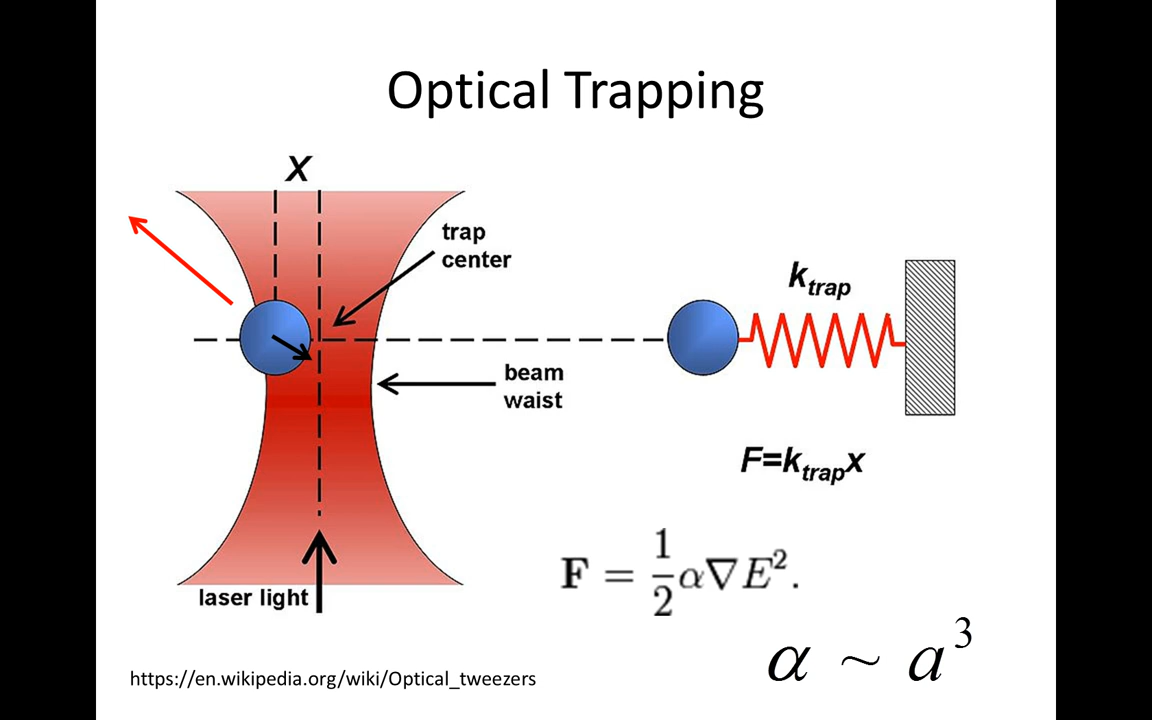 Optical Trapping
X
trap
center
k_trap
beam
waist
F=k_trap x
F = 1/2 α∇E².
laser light
α ~ a³
https://en.wikipedia.org/wiki/Optical_tweezers